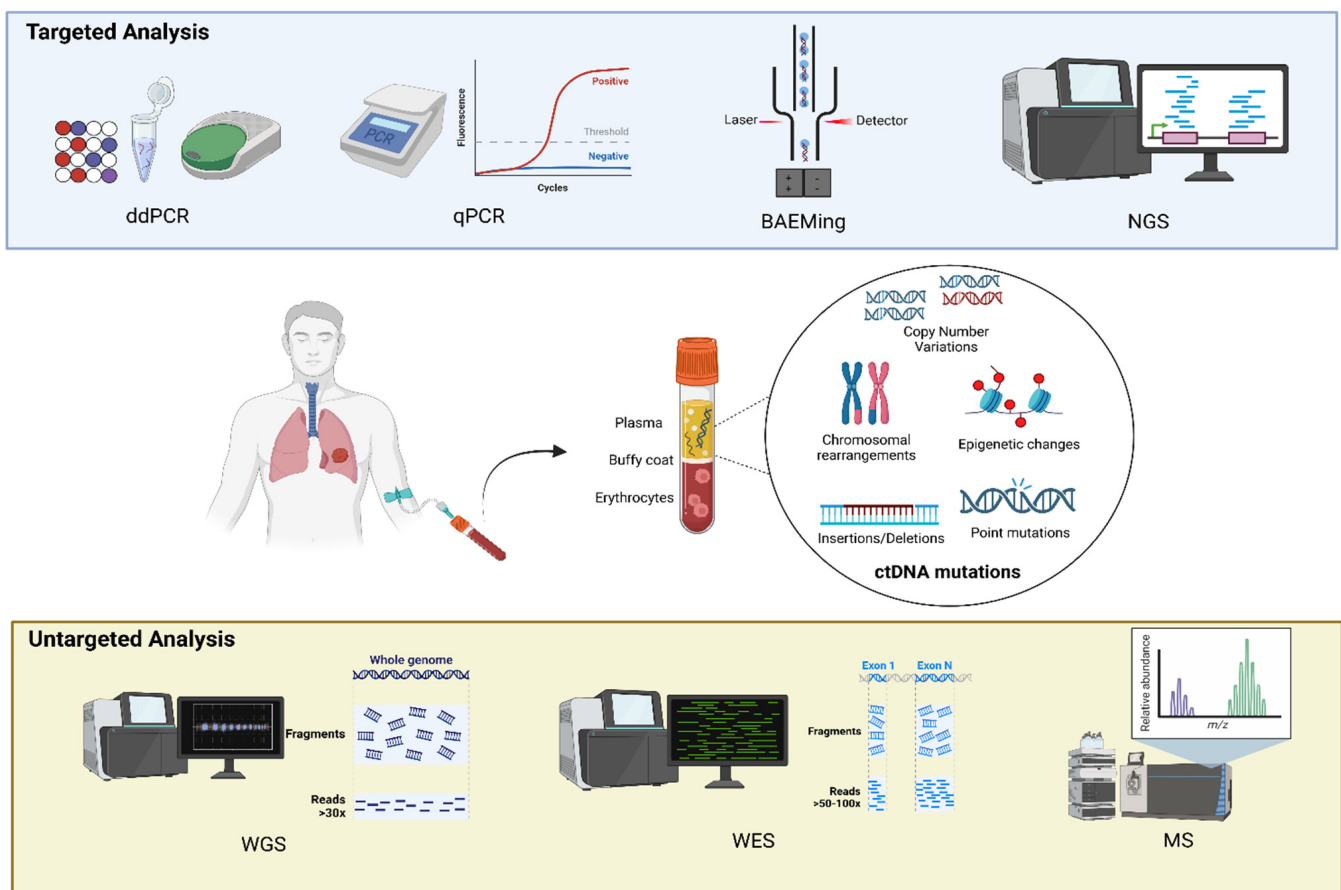 Targeted Analysis
Positive
Threshold
Negative
Fluorescence
Cycles
PCR
Laser
Detector
+ -
+ -
ddPCR
qPCR
BAEMing
NGS
Plasma
Buffy coat
Erythrocytes
Copy Number
Variations
Chromosomal
rearrangements
Epigenetic changes
Insertions/Deletions
Point mutations
ctDNA mutations
Untargeted Analysis
Whole genome
Fragments
Reads
>30x
WGS
Exon 1
Exon N
Fragments
Reads
>50-100x
WES
Relative abundance
m/z
MS